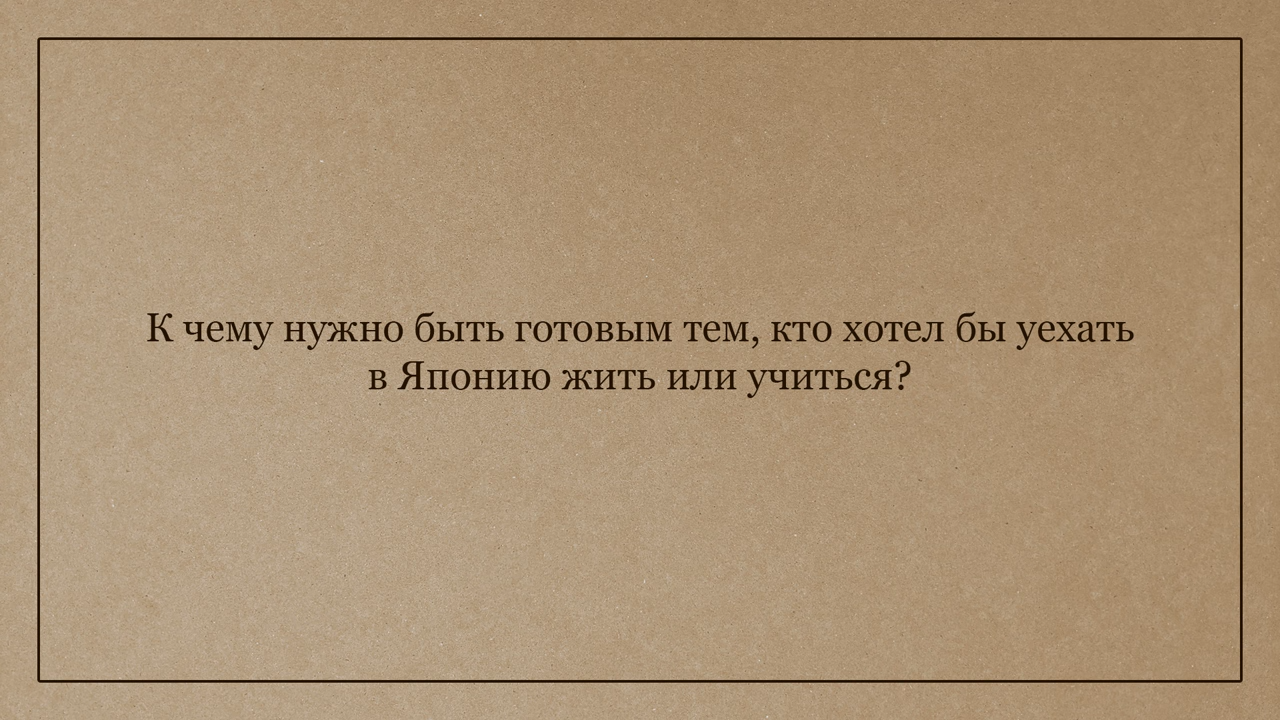 К чему нужно быть готовым тем, кто хотел бы уехать
в Японию жить или учиться?